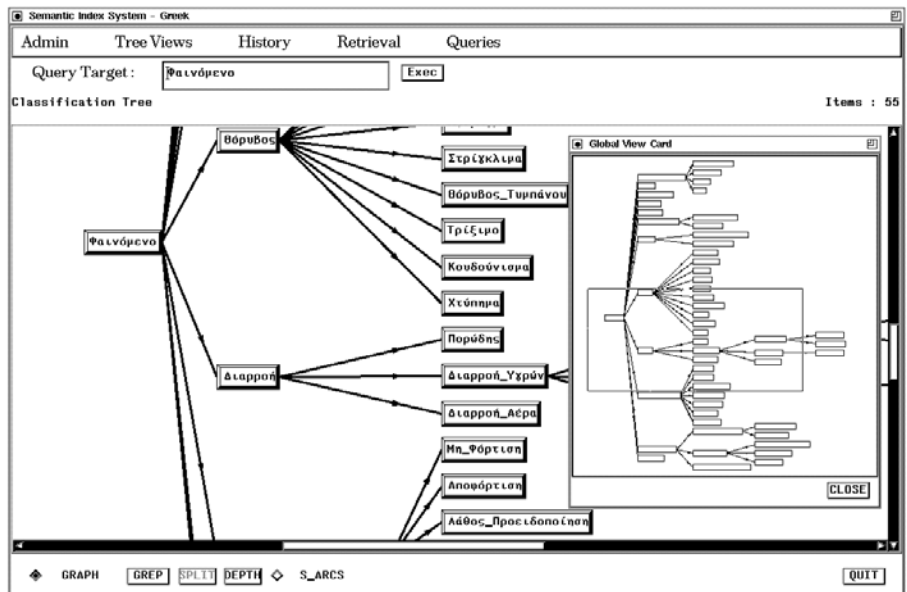 Semantic Index System - Greek
Admin Tree Views History Retrieval Queries
Query Target : Φαινόμενο Exec
Classification Tree Items : 55
Θόρυβος
Στρίγκλιμα
Θόρυβος_Τυμπάνου
Τρίξιμο
Φαινόμενο
Κουδούνισμα
Χτύπημα
Πορώδης
Διαρροή
Διαρροή_Υγρών
Διαρροή_Αέρα
Μη_Φόρτιση
Αποφόρτιση
Λάθος_Προειδοποίηση
Global View Card
CLOSE
GRAPH GREP SPLIT DEPTH S_ARCS QUIT